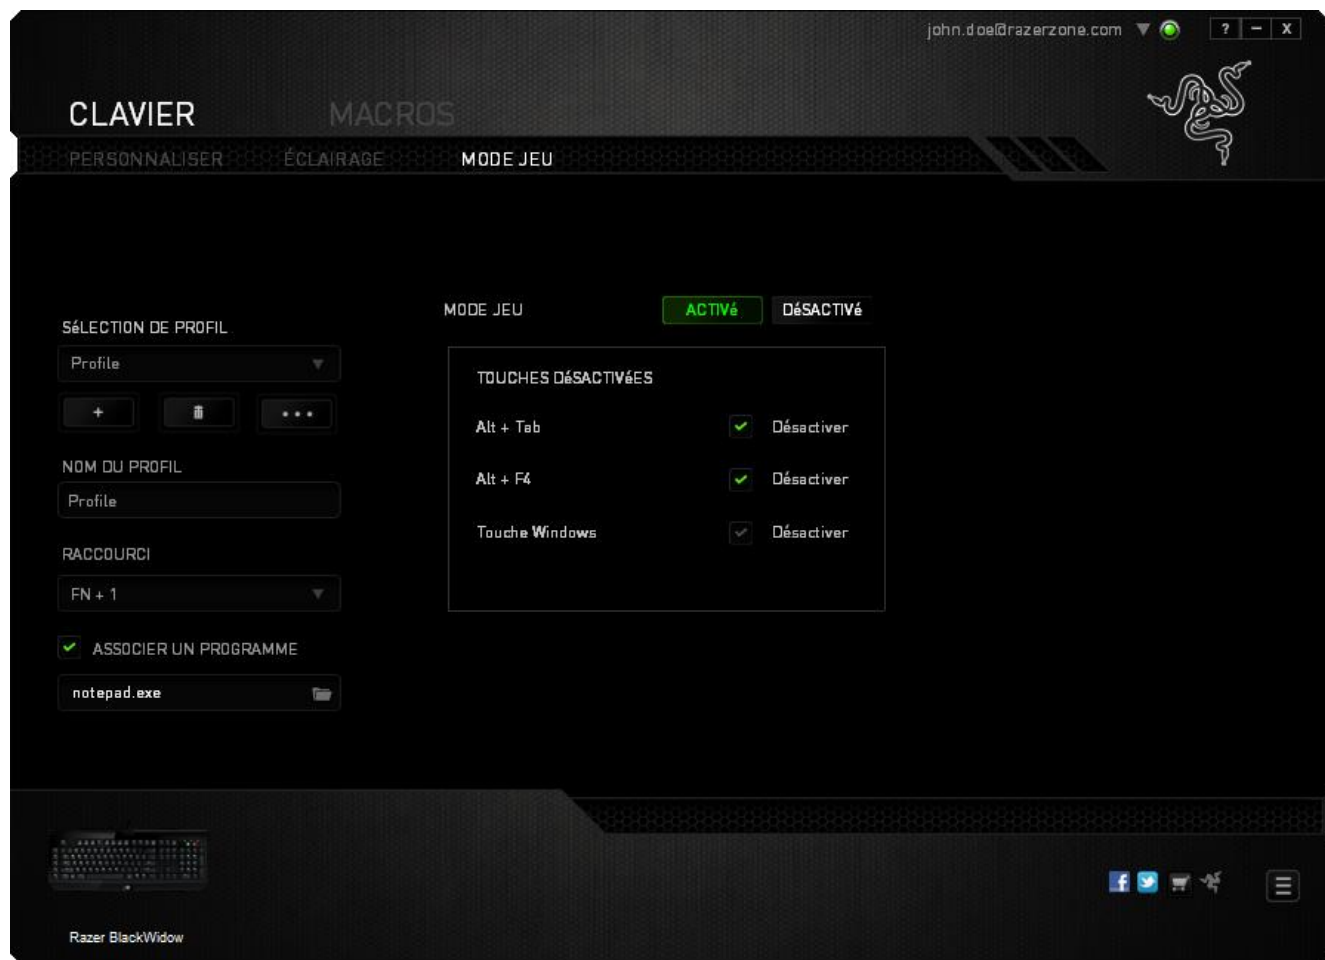 john.doe@razerzone.com ? – X
CLAVIER MACROS
PERSONNALISER ÉCLAIRAGE MODE JEU
MODE JEU ACTIVé DéSACTIVé
SéLECTION DE PROFIL
Profile
TOUCHES DéSACTIVéES
+ •••
Alt + Tab Désactiver
NOM DU PROFIL
Alt + F4 Désactiver
Profile
Touche Windows Désactiver
RACCOURCI
FN + 1
ASSOCIER UN PROGRAMME
notepad.exe
Razer BlackWidow